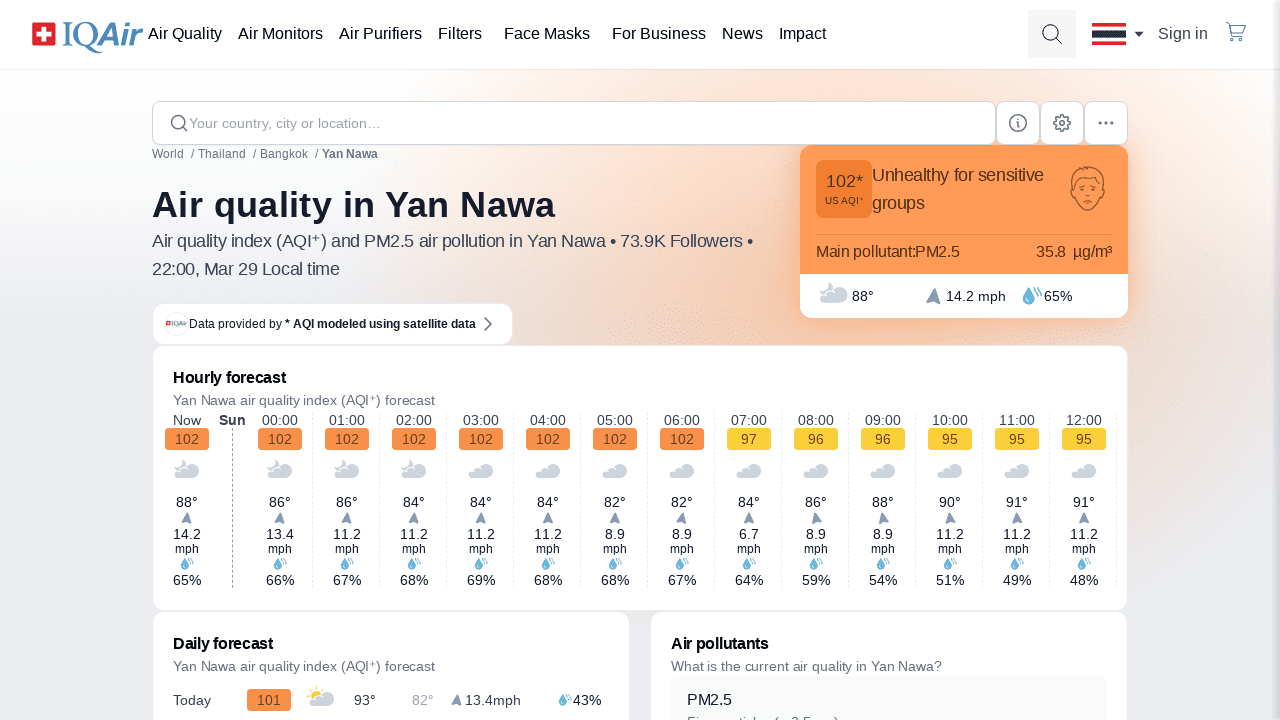 IQAir Air Quality Air Monitors Air Purifiers Filters Face Masks For Business News Impact Sign in
Your country, city or location…
World / Thailand / Bangkok / Yan Nawa
Air quality in Yan Nawa
Air quality index (AQI⁺) and PM2.5 air pollution in Yan Nawa • 73.9K Followers •
22:00, Mar 29 Local time
102*
US AQI⁺
Unhealthy for sensitive
groups
Main pollutant:PM2.5 35.8 µg/m³
88° 14.2 mph 65%
IQAir Data provided by * AQI modeled using satellite data
Hourly forecast
Yan Nawa air quality index (AQI⁺) forecast
Now Sun 00:00 01:00 02:00 03:00 04:00 05:00 06:00 07:00 08:00 09:00 10:00 11:00 12:00
102 102 102 102 102 102 102 102 97 96 96 95 95 95
88° 86° 86° 84° 84° 84° 82° 82° 84° 86° 88° 90° 91° 91°
14.2 13.4 11.2 11.2 11.2 11.2 8.9 8.9 6.7 8.9 8.9 11.2 11.2 11.2
mph mph mph mph mph mph mph mph mph mph mph mph mph mph
65% 66% 67% 68% 69% 68% 68% 67% 64% 59% 54% 51% 49% 48%
Daily forecast
Yan Nawa air quality index (AQI⁺) forecast
Today 101 93° 82° 13.4mph 43%
Air pollutants
What is the current air quality in Yan Nawa?
PM2.5